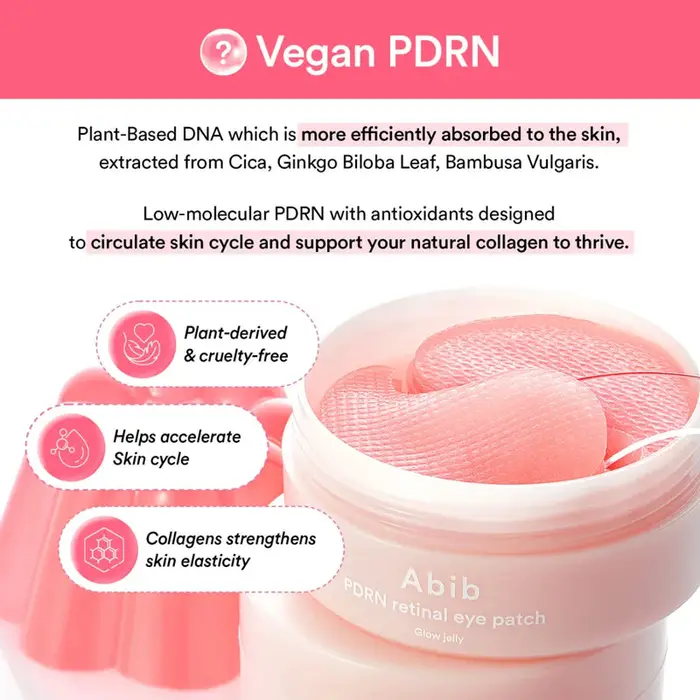 ? Vegan PDRN
Plant-Based DNA which is more efficiently absorbed to the skin,
extracted from Cica, Ginkgo Biloba Leaf, Bambusa Vulgaris.
Low-molecular PDRN with antioxidants designed
to circulate skin cycle and support your natural collagen to thrive.
Plant-derived
& cruelty-free
Helps accelerate
Skin cycle
Collagens strengthens
skin elasticity
Abib
PDRN retinal eye patch
Glow jelly